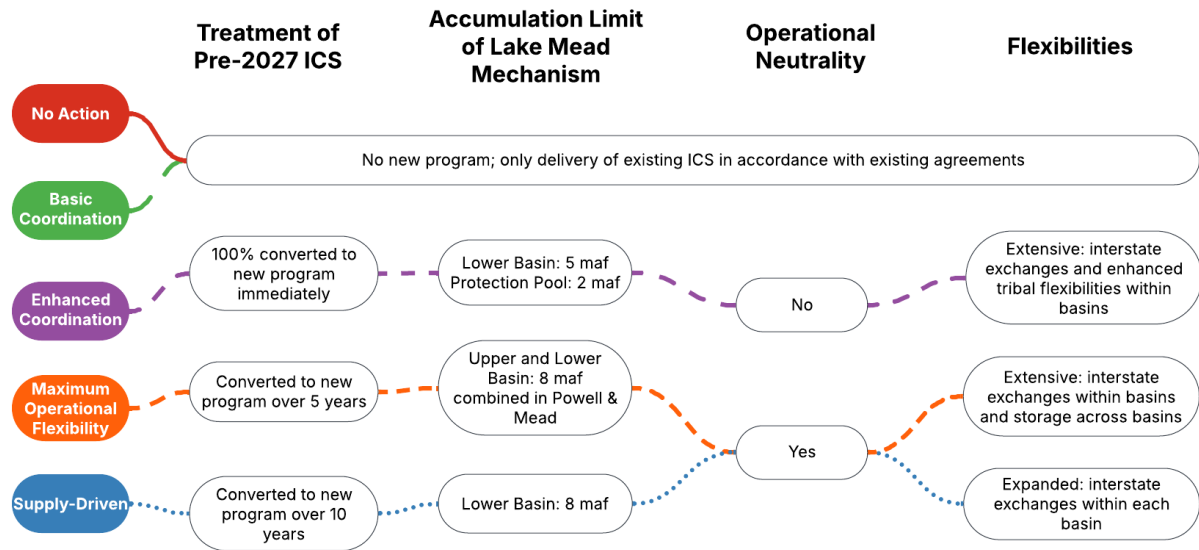 Treatment of
Pre-2027 ICS
Accumulation Limit
of Lake Mead
Mechanism
Operational
Neutrality
Flexibilities
No Action
No new program; only delivery of existing ICS in accordance with existing agreements
Basic
Coordination
Enhanced
Coordination
100% converted to
new program
immediately
Lower Basin: 5 maf
Protection Pool: 2 maf
No
Extensive: interstate
exchanges and enhanced
tribal flexibilities within
basins
Maximum
Operational
Flexibility
Converted to new
program over 5 years
Upper and Lower
Basin: 8 maf
combined in Powell &
Mead
Yes
Extensive: interstate
exchanges within basins
and storage across basins
Supply-Driven
Converted to new
program over 10
years
Lower Basin: 8 maf
Expanded: interstate
exchanges within each
basin